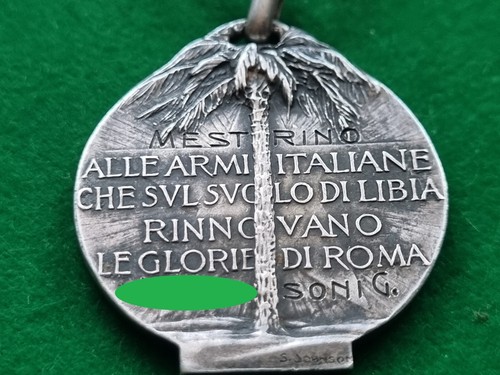 MESTRINO
ALLE ARMI ITALIANE
CHE SVL SVOLO DI LIBIA
RINNOVANO
LE GLORIE DI ROMA
SONI G.